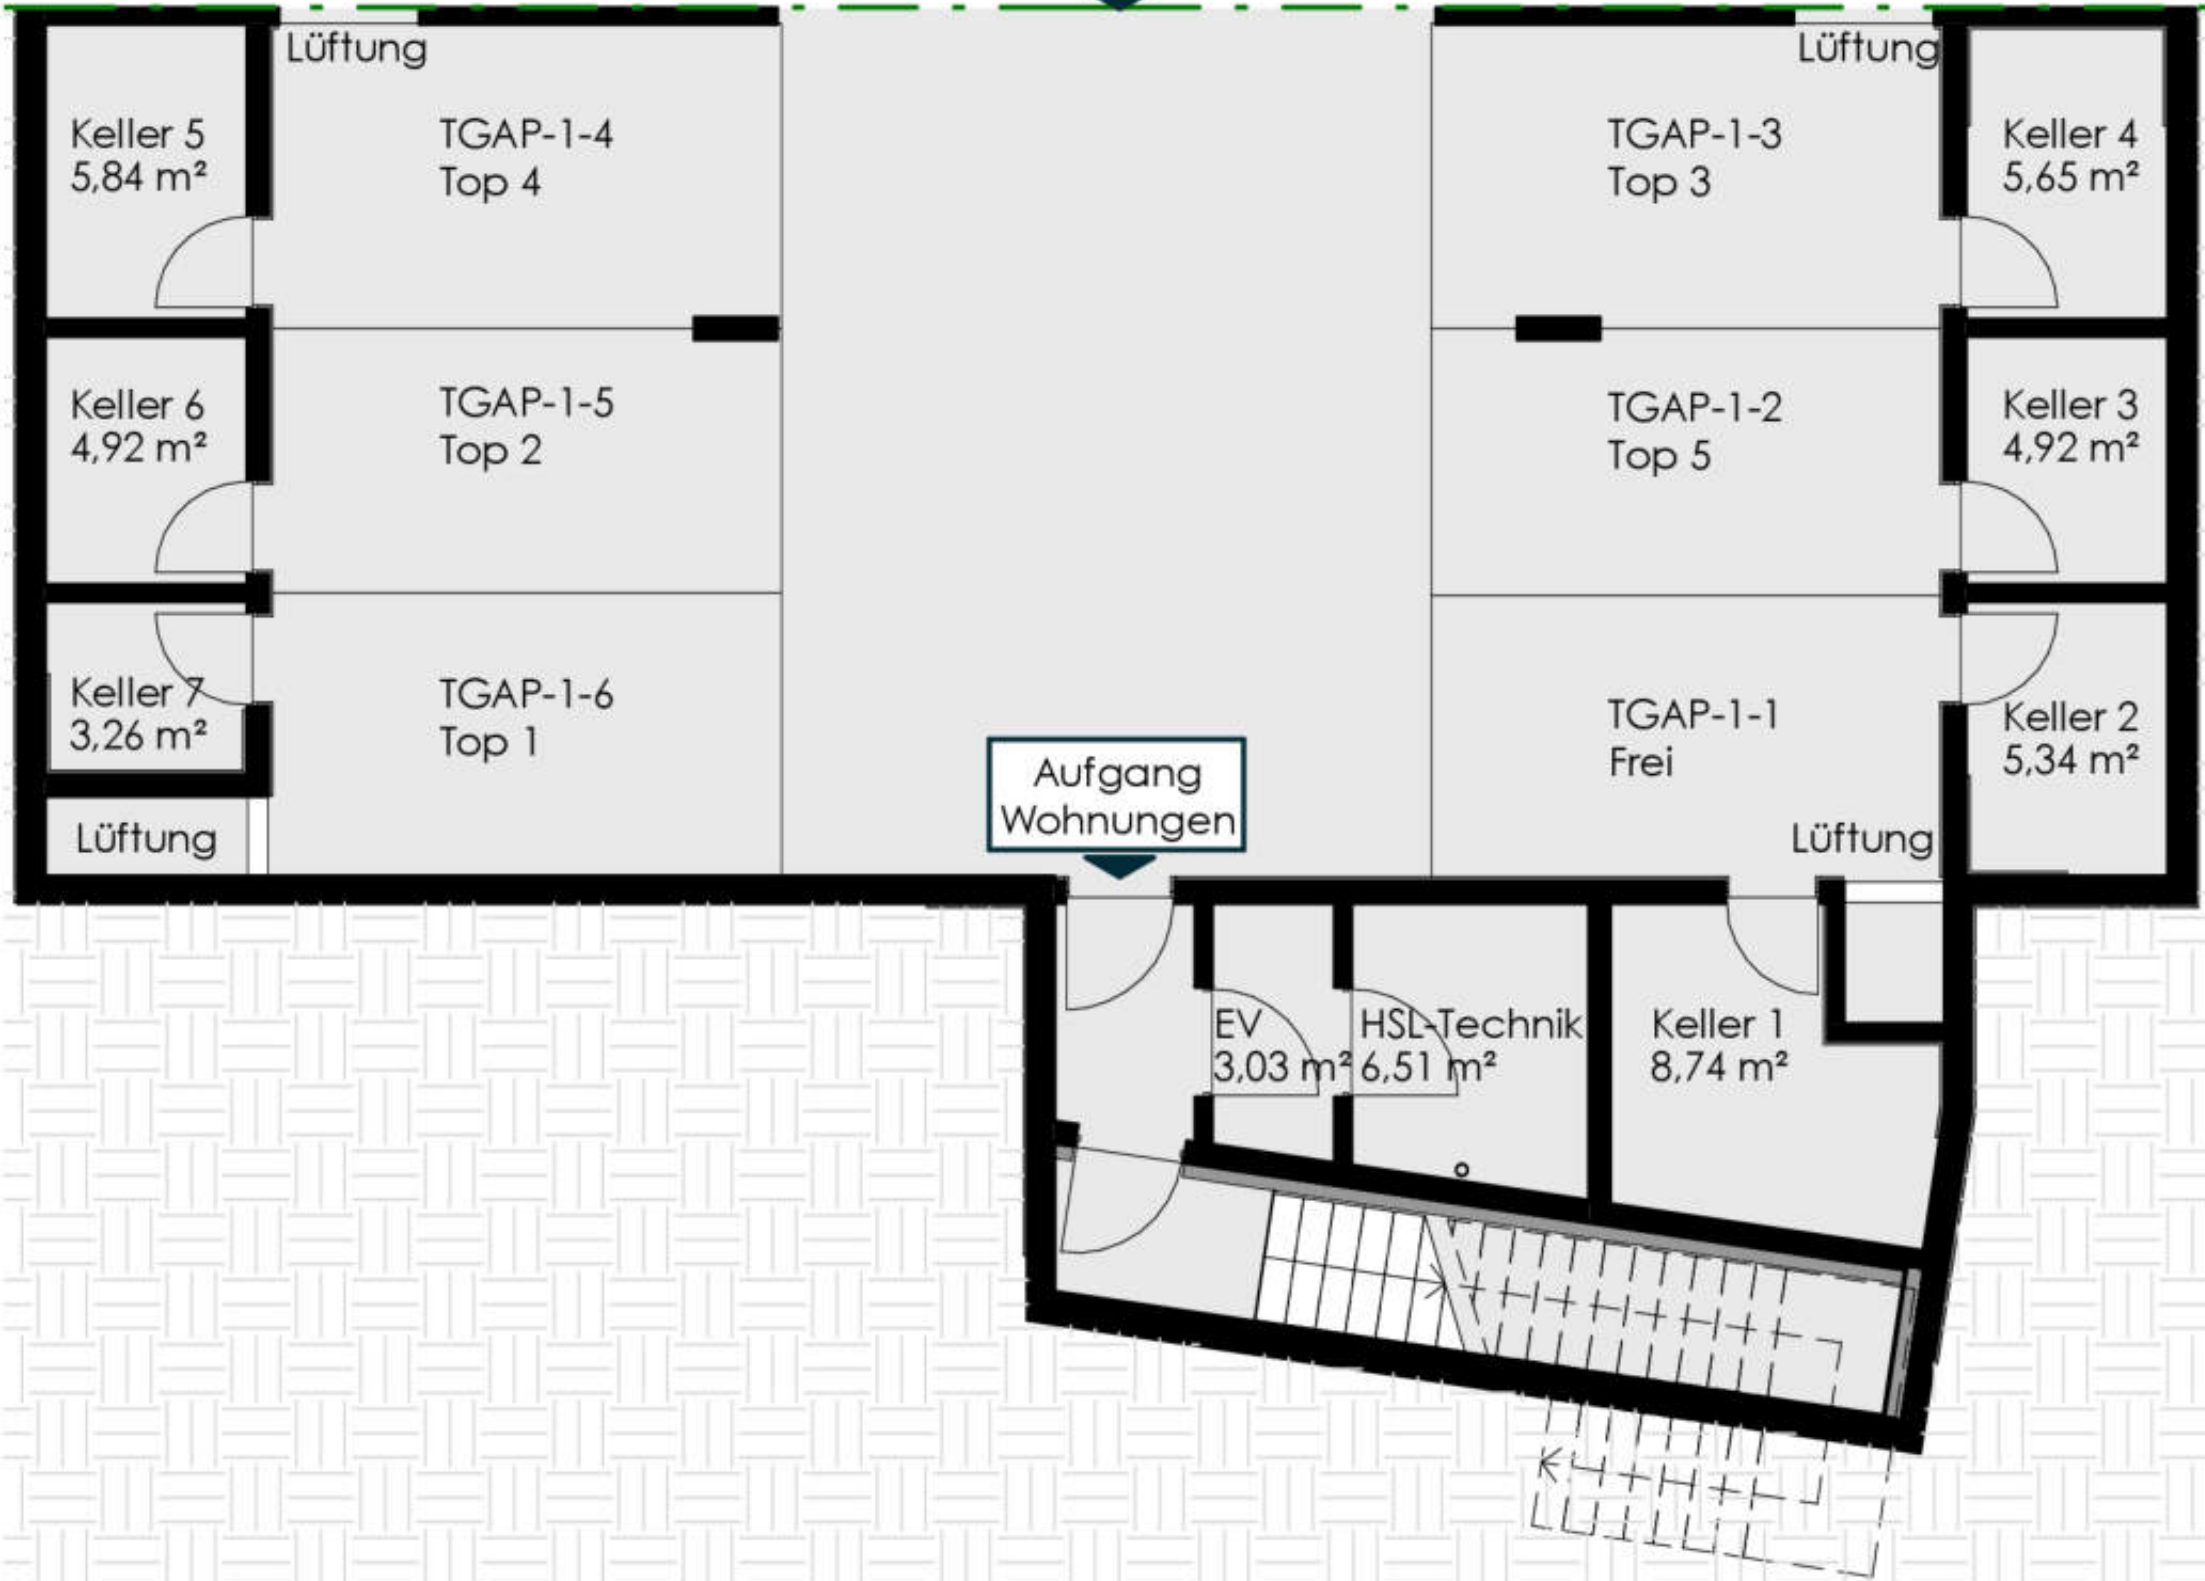 Lüftung
Lüftung
Keller 5
5,84 m²
TGAP-1-4
Top 4
TGAP-1-3
Top 3
Keller 4
5,65 m²
Keller 6
4,92 m²
TGAP-1-5
Top 2
TGAP-1-2
Top 5
Keller 3
4,92 m²
Keller 7
3,26 m²
TGAP-1-6
Top 1
TGAP-1-1
Frei
Keller 2
5,34 m²
Aufgang
Wohnungen
Lüftung
Lüftung
EV
3,03 m²
HSL-Technik
6,51 m²
Keller 1
8,74 m²